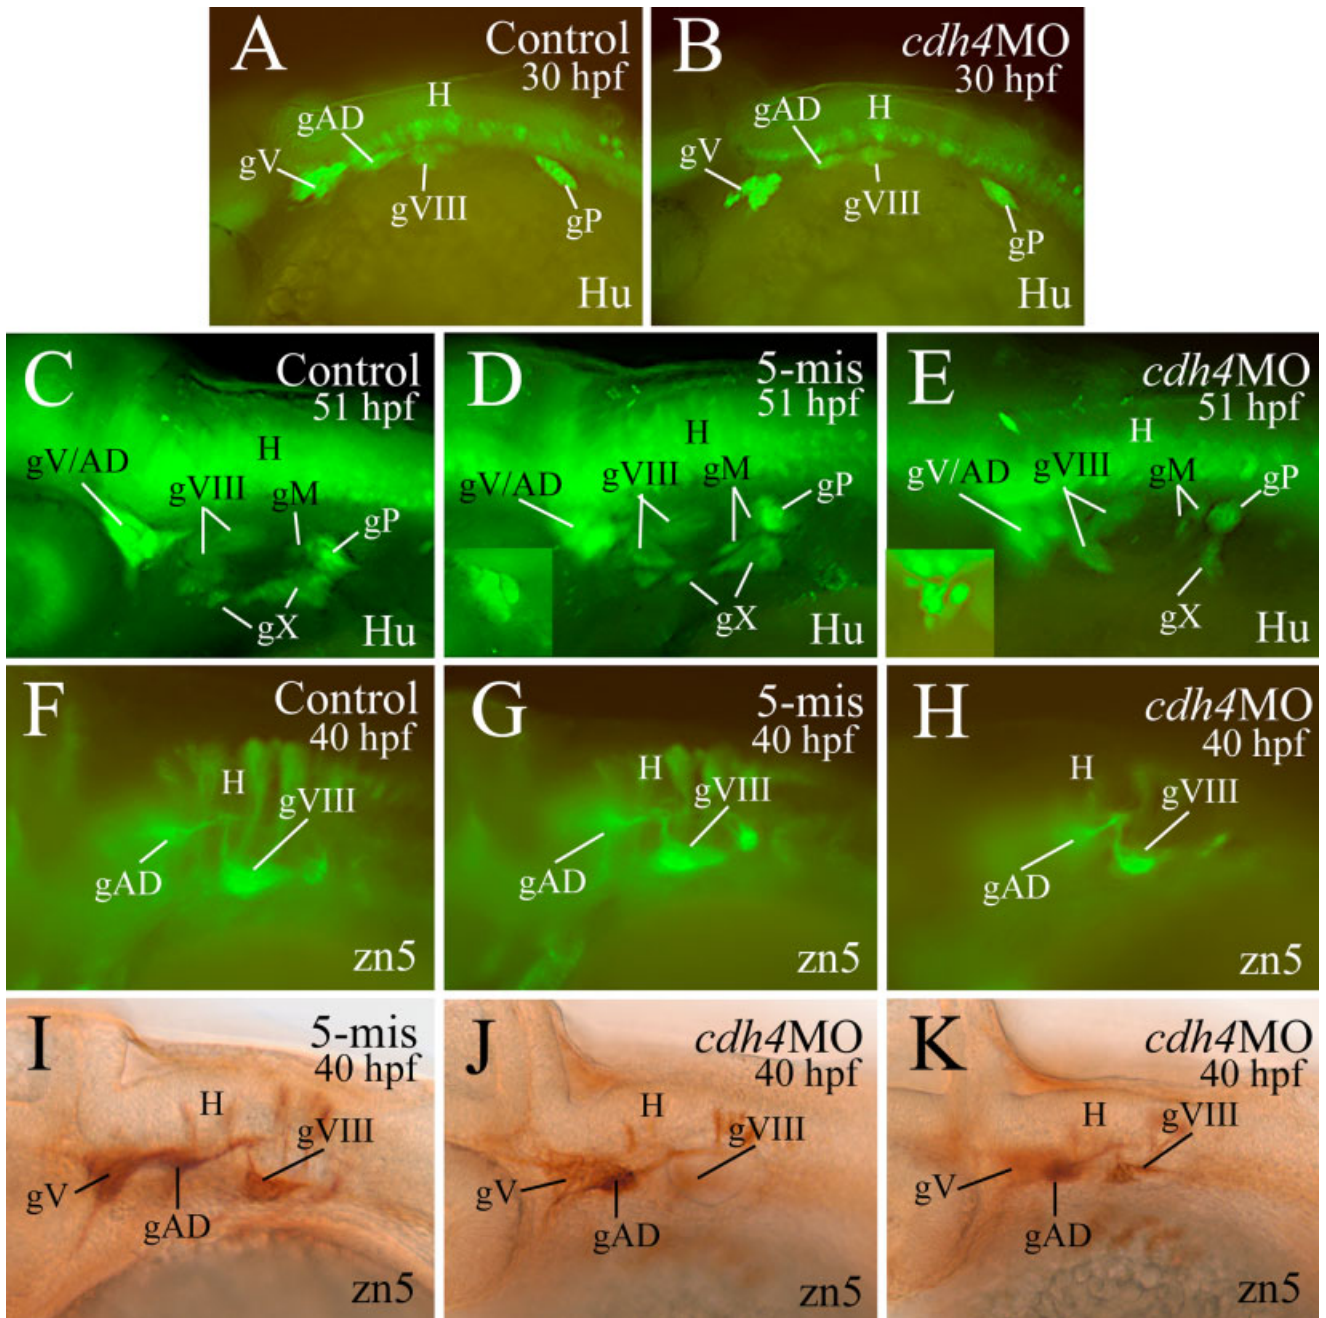 A
Control
30 hpf
H
gAD
gV
gVIII
gP
Hu
B
cdh4MO
30 hpf
H
gAD
gV
gVIII
gP
Hu
C
Control
51 hpf
H
gV/AD
gVIII
gM
gP
gX
Hu
D
5-mis
51 hpf
H
gV/AD
gVIII
gM
gP
gX
Hu
E
cdh4MO
51 hpf
H
gV/AD
gVIII
gM
gP
gX
Hu
F
Control
40 hpf
H
gVIII
gAD
zn5
G
5-mis
40 hpf
H
gVIII
gAD
zn5
H
cdh4MO
40 hpf
H
gVIII
gAD
zn5
I
5-mis
40 hpf
H
gVIII
gV
gAD
zn5
J
cdh4MO
40 hpf
H
gVIII
gV
gAD
zn5
K
cdh4MO
40 hpf
H
gVIII
gV
gAD
zn5